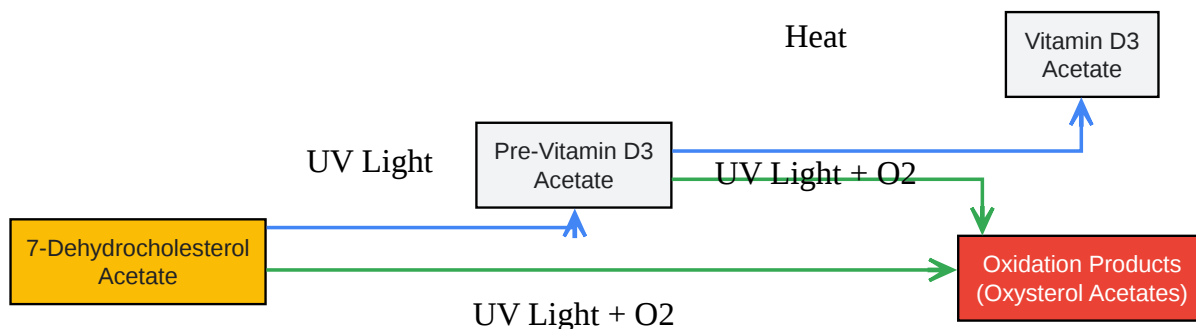 Heat
Vitamin D3
Acetate
UV Light
Pre-Vitamin D3
Acetate
UV Light + O2
7-Dehydrocholesterol
Acetate
Oxidation Products
(Oxysterol Acetates)
UV Light + O2